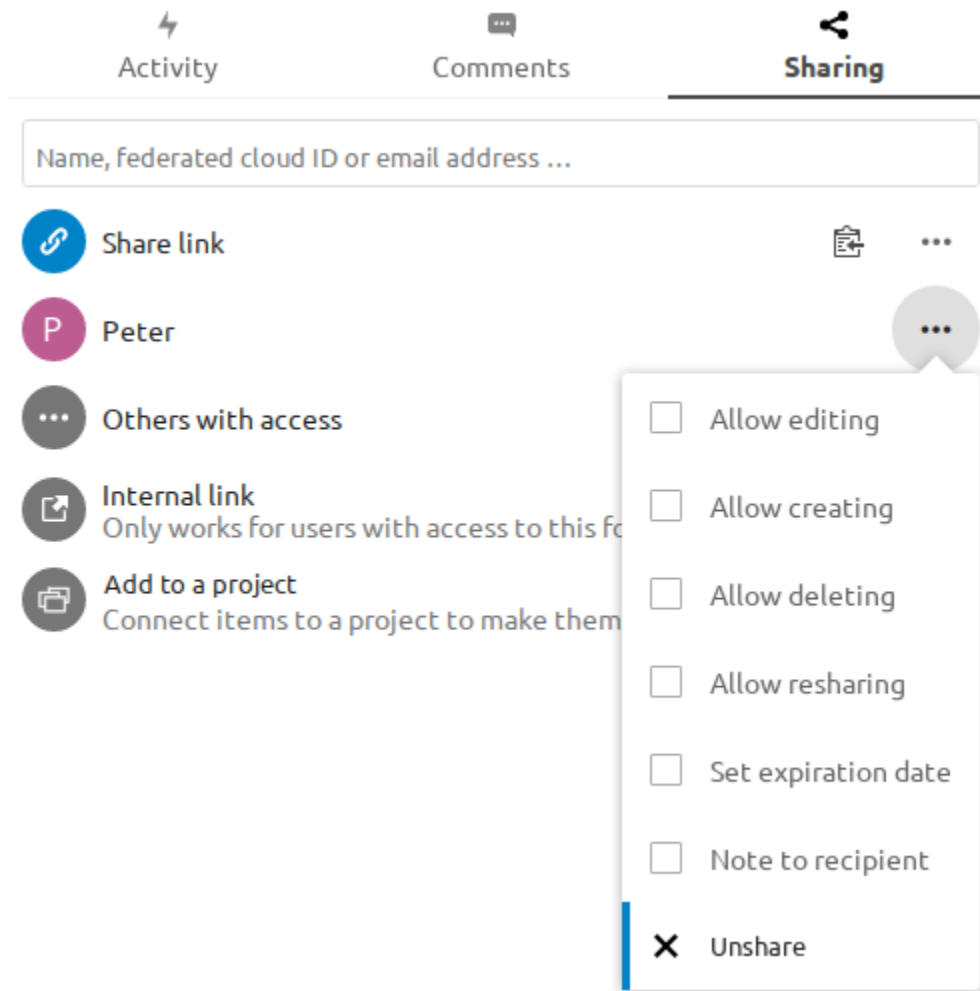 Activity
Comments
Sharing
Name, federated cloud ID or email address ...
Share link
P
Peter
Others with access
Internal link
Only works for users with access to this fo
Add to a project
Connect items to a project to make them
Allow editing
Allow creating
Allow deleting
Allow resharing
Set expiration date
Note to recipient
Unshare